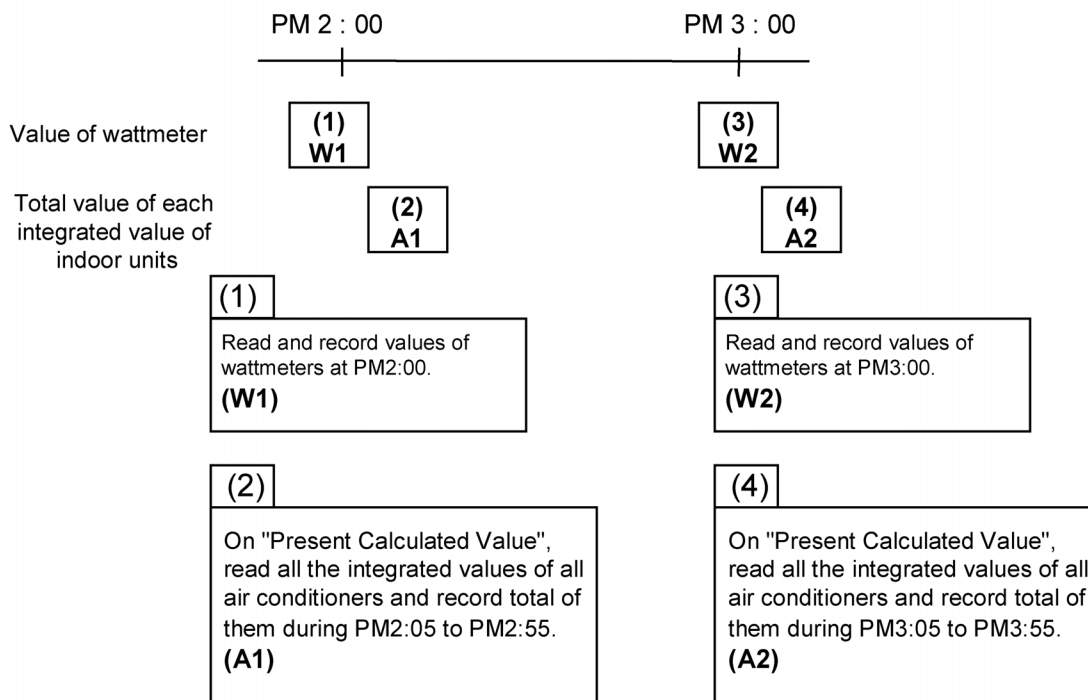 PM 2 : 00
PM 3 : 00
Value of wattmeter
(1)
W1
(3)
W2
Total value of each
integrated value of
indoor units
(2)
A1
(4)
A2
(1)
Read and record values of
wattmeters at PM2:00.
(W1)
(3)
Read and record values of
wattmeters at PM3:00.
(W2)
(2)
On "Present Calculated Value",
read all the integrated values of all
air conditioners and record total of
them during PM2:05 to PM2:55.
(A1)
(4)
On "Present Calculated Value",
read all the integrated values of all
air conditioners and record total of
them during PM3:05 to PM3:55.
(A2)